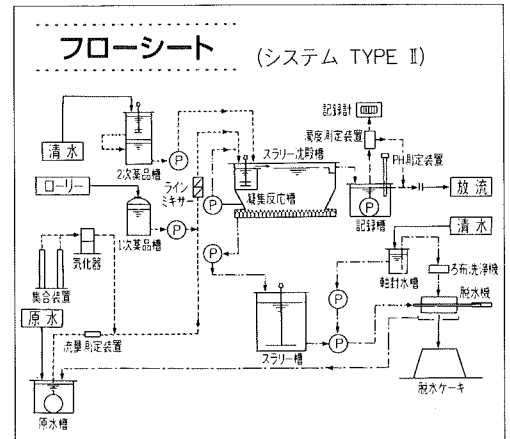 フローシート (システム TYPE Ⅱ)
記録計
濁度測定装置
清水
2次薬品槽
P
スラリー沈貯槽
PH測定装置
ローリー
ライン
ミキサー
P
凝集反応槽
P
記録槽
放流
1次薬品槽
P
清水
気化器
P
軸封水槽
ろ布洗浄機
集合装置
P
脱水機
原水
流量測定装置
スラリー槽
P
P
原水槽
脱水ケーキ